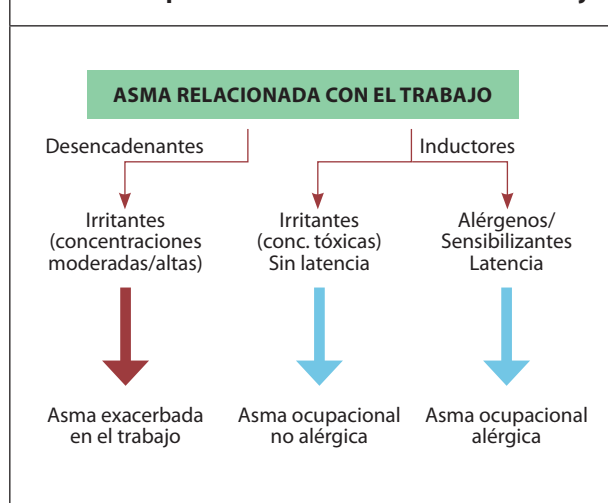 ASMA RELACIONADA CON EL TRABAJO
Desencadenantes
Inductores
Irritantes
(concentraciones
moderadas/altas)
Irritantes
(conc. tóxicas)
Sin latencia
Alérgenos/
Sensibilizantes
Latencia
Asma exacerbada
en el trabajo
Asma ocupacional
no alérgica
Asma ocupacional
alérgica